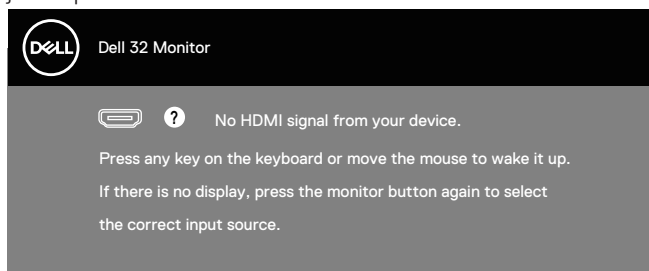 DELL
Dell 32 Monitor
? No HDMI signal from your device.
Press any key on the keyboard or move the mouse to wake it up.
If there is no display, press the monitor button again to select
the correct input source.